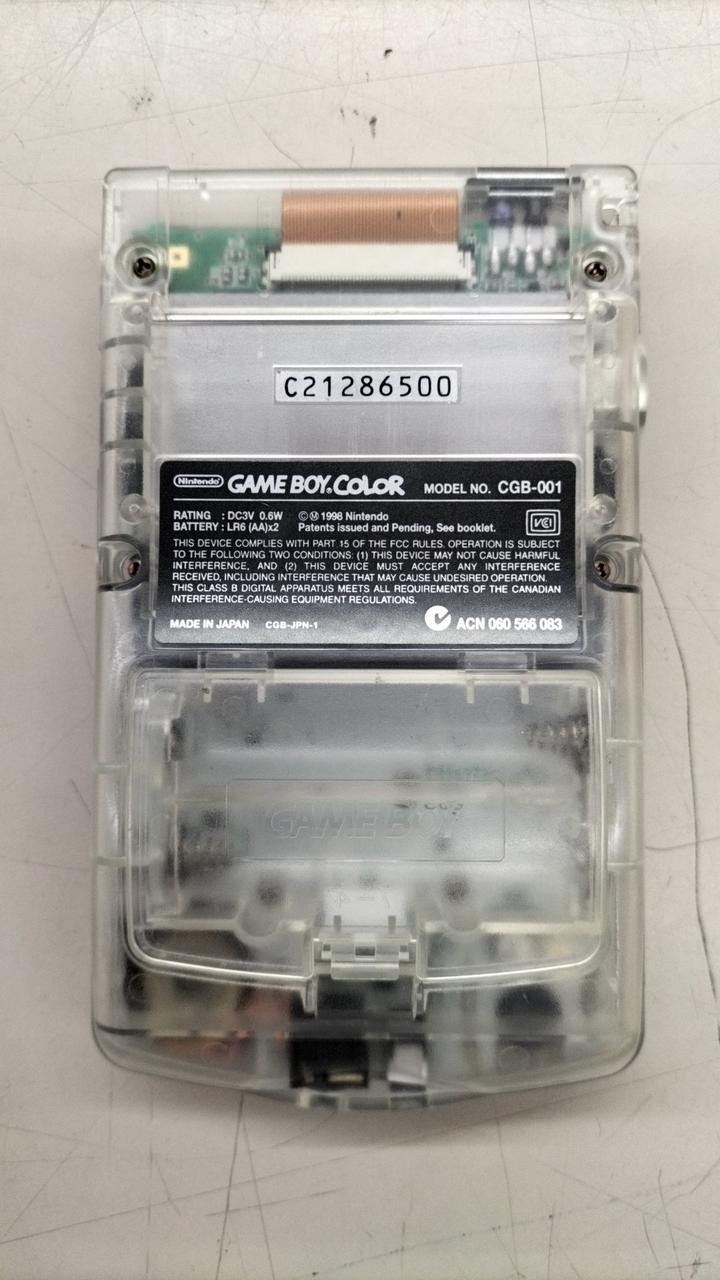 C21286500
Nintendo GAME BOY COLOR MODEL NO. CGB-001
RATING : DC3V 0.6W ©Ⓜ 1998 Nintendo
BATTERY : LR6 (AA)x2 Patents issued and Pending, See booklet.
VCI
THIS DEVICE COMPLIES WITH PART 15 OF THE FCC RULES. OPERATION IS SUBJECT
TO THE FOLLOWING TWO CONDITIONS: (1) THIS DEVICE MAY NOT CAUSE HARMFUL
INTERFERENCE, AND (2) THIS DEVICE MUST ACCEPT ANY INTERFERENCE
RECEIVED, INCLUDING INTERFERENCE THAT MAY CAUSE UNDESIRED OPERATION.
THIS CLASS B DIGITAL APPARATUS MEETS ALL REQUIREMENTS OF THE CANADIAN
INTERFERENCE-CAUSING EQUIPMENT REGULATIONS.
MADE IN JAPAN CGB-JPN-1 ACN 060 566 083
GAME BOY